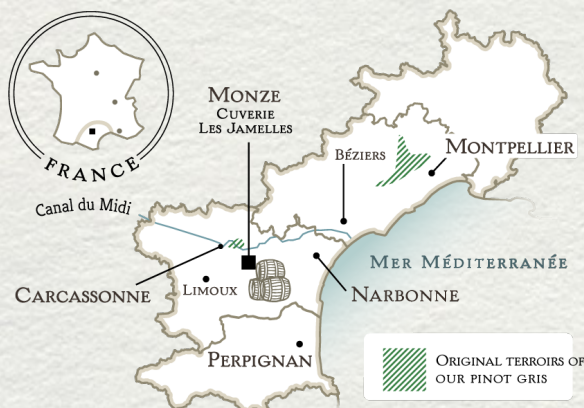 FRANCE
MONZE
CUVERIE
LES JAMELLES
BÉZIERS
MONTPELLIER
Canal du Midi
MER MÉDITERRANÉE
CARCASSONNE
LIMOUX
NARBONNE
PERPIGNAN
ORIGINAL TERROIRS OF
OUR PINOT GRIS